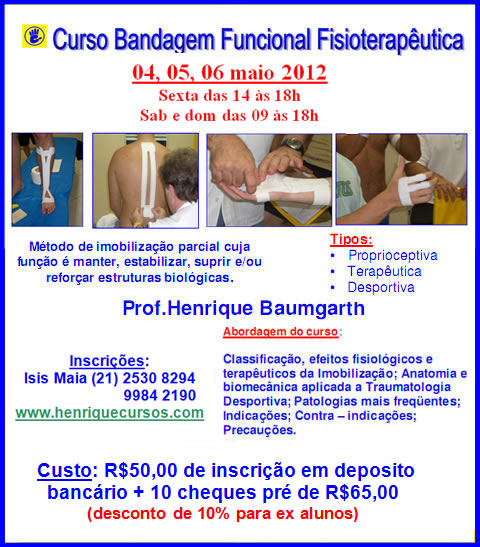 Curso Bandagem Funcional Fisioterapêutica
04, 05, 06 maio 2012
Sexta das 14 às 18h
Sab e dom das 09 às 18h
Método de imobilização parcial cuja
função é manter, estabilizar, suprir e/ou
reforçar estruturas biológicas.
Tipos:
• Proprioceptiva
• Terapêutica
• Desportiva
Prof.Henrique Baumgarth
Inscrições:
Isis Maia (21) 2530 8294
9984 2190
www.henriquecursos.com
Abordagem do curso:
Classificação, efeitos fisiológicos e
terapêuticos da Imobilização; Anatomia e
biomecânica aplicada a Traumatologia
Desportiva; Patologias mais freqüentes;
Indicações; Contra – indicações;
Precauções.
Custo: R$50,00 de inscrição em deposito
bancário + 10 cheques pré de R$65,00
(desconto de 10% para ex alunos)